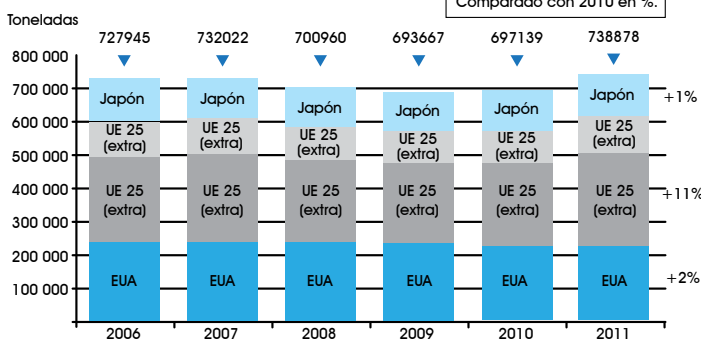 Comparado con 2010 en %.
Toneladas
727945 732022 700960 693667 697139 738878
800 000
700 000
600 000
500 000
400 000
300 000
200 000
100 000
Japón Japón Japón Japón Japón Japón
+1%
UE 25 UE 25 UE 25 UE 25 UE 25 UE 25
(extra) (extra) (extra) (extra) (extra) (extra)
UE 25 UE 25 UE 25 UE 25 UE 25 UE 25
(extra) (extra) (extra) (extra) (extra) (extra)
+11%
EUA EUA EUA EUA EUA EUA
+2%
2006 2007 2008 2009 2010 2011